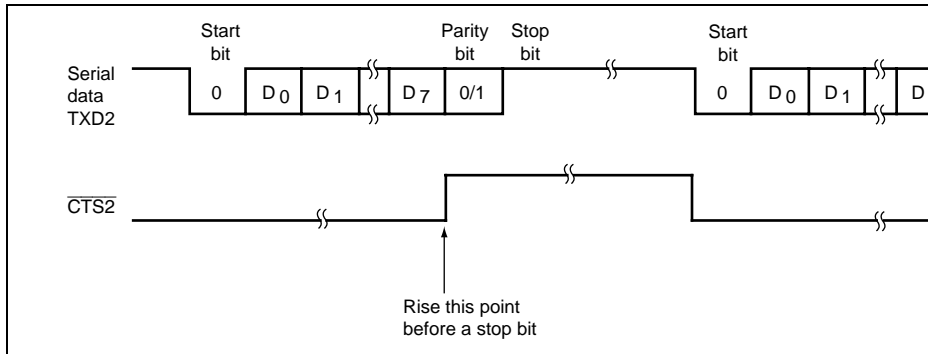 Start bit
Parity bit
Stop bit
Start bit
Serial data TXD2
0
D0
D1
D7
0/1
0
D0
D1
D
CTS2
Rise this point
before a stop bit